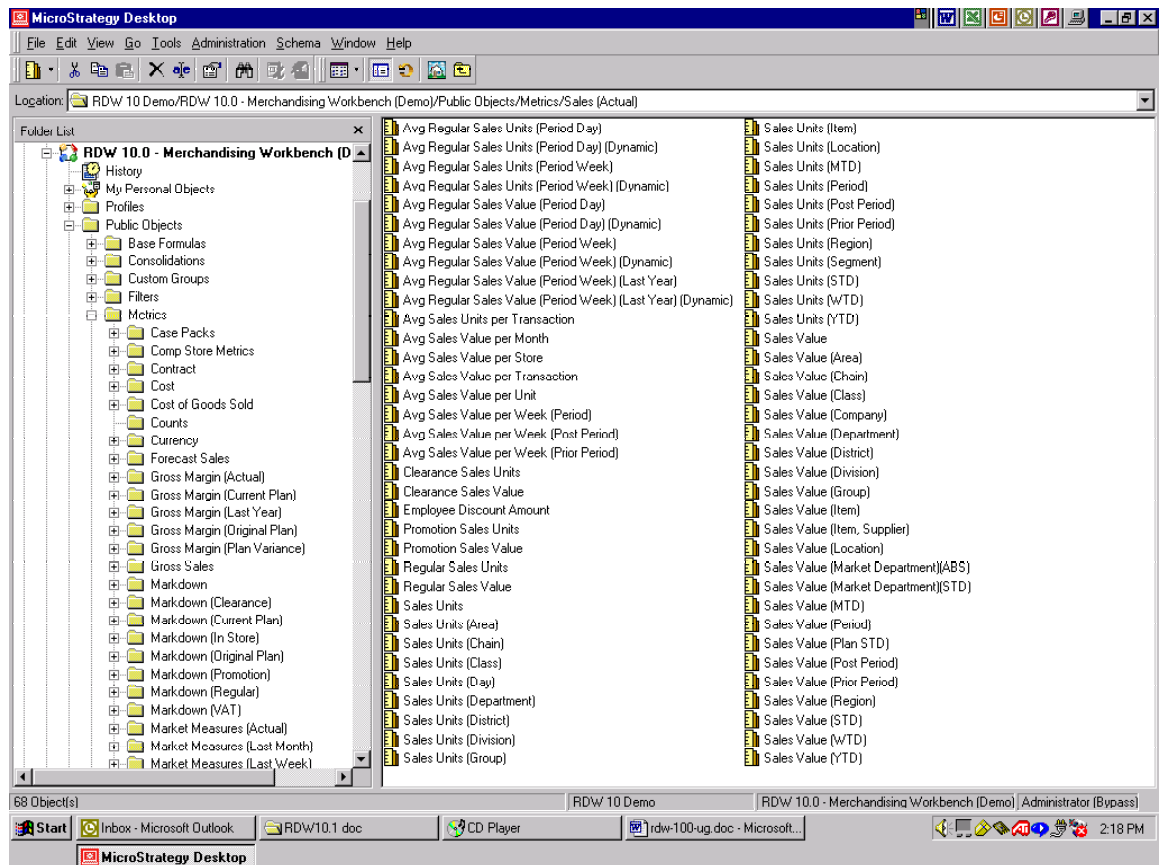 MicroStrategy Desktop
File Edit View Go Tools Administration Schema Window Help
Location: RDW 10 Demo/RDW 10.0 - Merchandising Workbench (Demo)/Public Objects/Metrics/Sales (Actual)
Folder List
RDW 10.0 - Merchandising Workbench (D
History
My Personal Objects
Profiles
Public Objects
Base Formulas
Consolidations
Custom Groups
Filters
Metrics
Case Packs
Comp Store Metrics
Contract
Cost
Cost of Goods Sold
Counts
Currency
Forecast Sales
Gross Margin (Actual)
Gross Margin (Current Plan)
Gross Margin (Last Year)
Gross Margin (Original Plan)
Gross Margin (Plan Variance)
Gross Sales
Markdown
Markdown (Clearance)
Markdown (Current Plan)
Markdown (In Store)
Markdown (Original Plan)
Markdown (Promotion)
Markdown (Regular)
Markdown (VAT)
Market Measures (Actual)
Market Measures (Last Month)
Market Measures (Last Week)
Avg Regular Sales Units (Period Day)
Avg Regular Sales Units (Period Day) (Dynamic)
Avg Regular Sales Units (Period Week)
Avg Regular Sales Units (Period Week) (Dynamic)
Avg Regular Sales Value (Period Day)
Avg Regular Sales Value (Period Day) (Dynamic)
Avg Regular Sales Value (Period Week)
Avg Regular Sales Value (Period Week) (Dynamic)
Avg Regular Sales Value (Period Week) (Last Year)
Avg Regular Sales Value (Period Week) (Last Year) (Dynamic)
Avg Sales Units per Transaction
Avg Sales Value per Month
Avg Sales Value per Store
Avg Sales Value per Transaction
Avg Sales Value per Unit
Avg Sales Value per Week (Period)
Avg Sales Value per Week (Post Period)
Avg Sales Value per Week (Prior Period)
Clearance Sales Units
Clearance Sales Value
Employee Discount Amount
Promotion Sales Units
Promotion Sales Value
Regular Sales Units
Regular Sales Value
Sales Units
Sales Units (Area)
Sales Units (Chain)
Sales Units (Class)
Sales Units (Day)
Sales Units (Department)
Sales Units (District)
Sales Units (Division)
Sales Units (Group)
Sales Units (Item)
Sales Units (Location)
Sales Units (MTD)
Sales Units (Period)
Sales Units (Post Period)
Sales Units (Prior Period)
Sales Units (Region)
Sales Units (Segment)
Sales Units (STD)
Sales Units (WTD)
Sales Units (YTD)
Sales Value
Sales Value (Area)
Sales Value (Chain)
Sales Value (Class)
Sales Value (Company)
Sales Value (Department)
Sales Value (District)
Sales Value (Division)
Sales Value (Group)
Sales Value (Item)
Sales Value (Item, Supplier)
Sales Value (Location)
Sales Value (Market Department)(ABS)
Sales Value (Market Department)(STD)
Sales Value (MTD)
Sales Value (Period)
Sales Value (Plan STD)
Sales Value (Post Period)
Sales Value (Prior Period)
Sales Value (Region)
Sales Value (STD)
Sales Value (WTD)
Sales Value (YTD)
68 Object(s) RDW 10 Demo RDW 10.0 - Merchandising Workbench (Demo) Administrator (Bypass)
Start Inbox - Microsoft Outlook RDW10.1 doc CD Player rdw-100-ug.doc - Microsoft... 2:18 PM
MicroStrategy Desktop